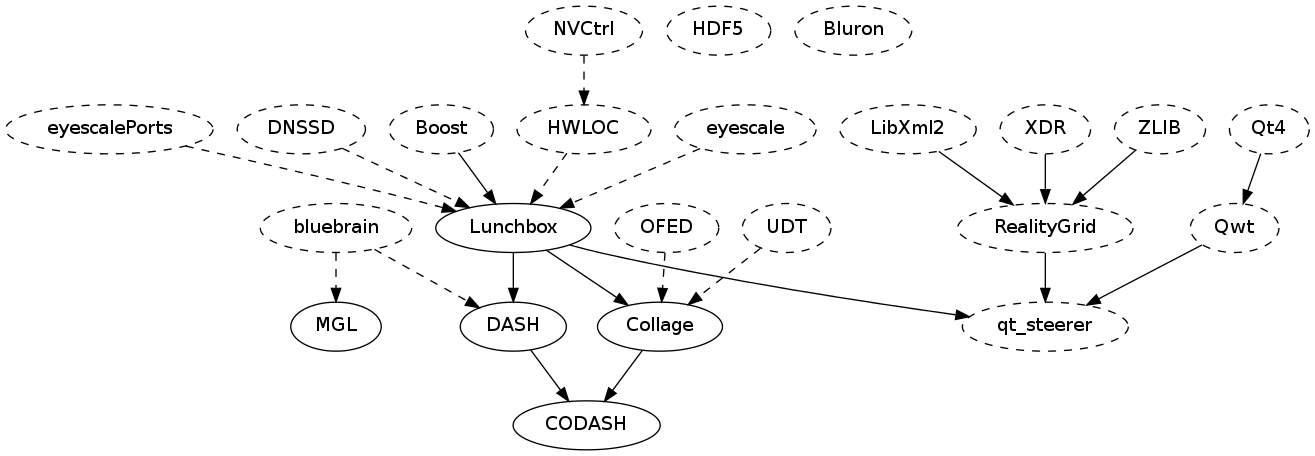 NVCtrl HDF5 Bluron
eyescalePorts DNSSD Boost HWLOC eyescale LibXml2 XDR ZLIB Qt4
bluebrain Lunchbox OFED UDT RealityGrid Qwt
MGL DASH Collage qt_steerer
CODASH